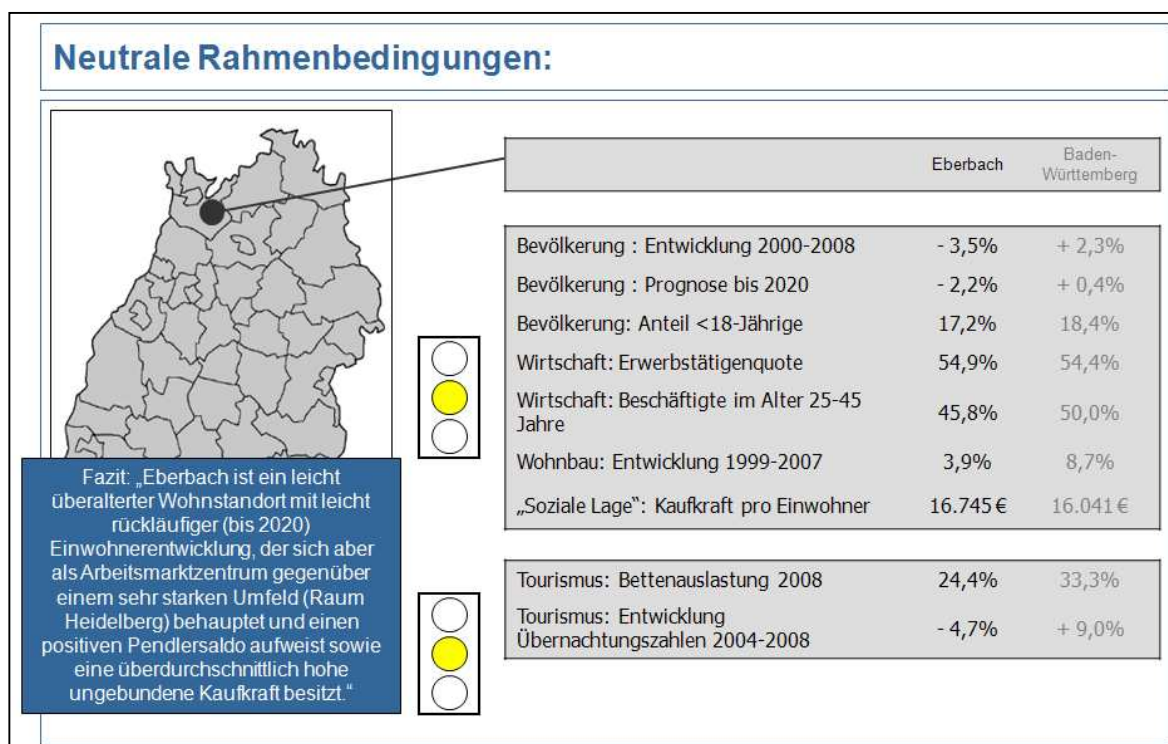 Neutrale Rahmenbedingungen:
Eberbach Baden-
Württemberg
Bevölkerung : Entwicklung 2000-2008 - 3,5% + 2,3%
Bevölkerung : Prognose bis 2020 - 2,2% + 0,4%
Bevölkerung: Anteil <18-Jährige 17,2% 18,4%
Wirtschaft: Erwerbstätigenquote 54,9% 54,4%
Wirtschaft: Beschäftigte im Alter 25-45
Jahre 45,8% 50,0%
Wohnbau: Entwicklung 1999-2007 3,9% 8,7%
„Soziale Lage“: Kaufkraft pro Einwohner 16.745 € 16.041 €
Tourismus: Bettenauslastung 2008 24,4% 33,3%
Tourismus: Entwicklung
Übernachtungszahlen 2004-2008 - 4,7% + 9,0%
Fazit: „Eberbach ist ein leicht
überalterter Wohnstandort mit leicht
rückläufiger (bis 2020)
Einwohnerentwicklung, der sich aber
als Arbeitsmarktzentrum gegenüber
einem sehr starken Umfeld (Raum
Heidelberg) behauptet und einen
positiven Pendlersaldo aufweist sowie
eine überdurchschnittlich hohe
ungebundene Kaufkraft besitzt.“